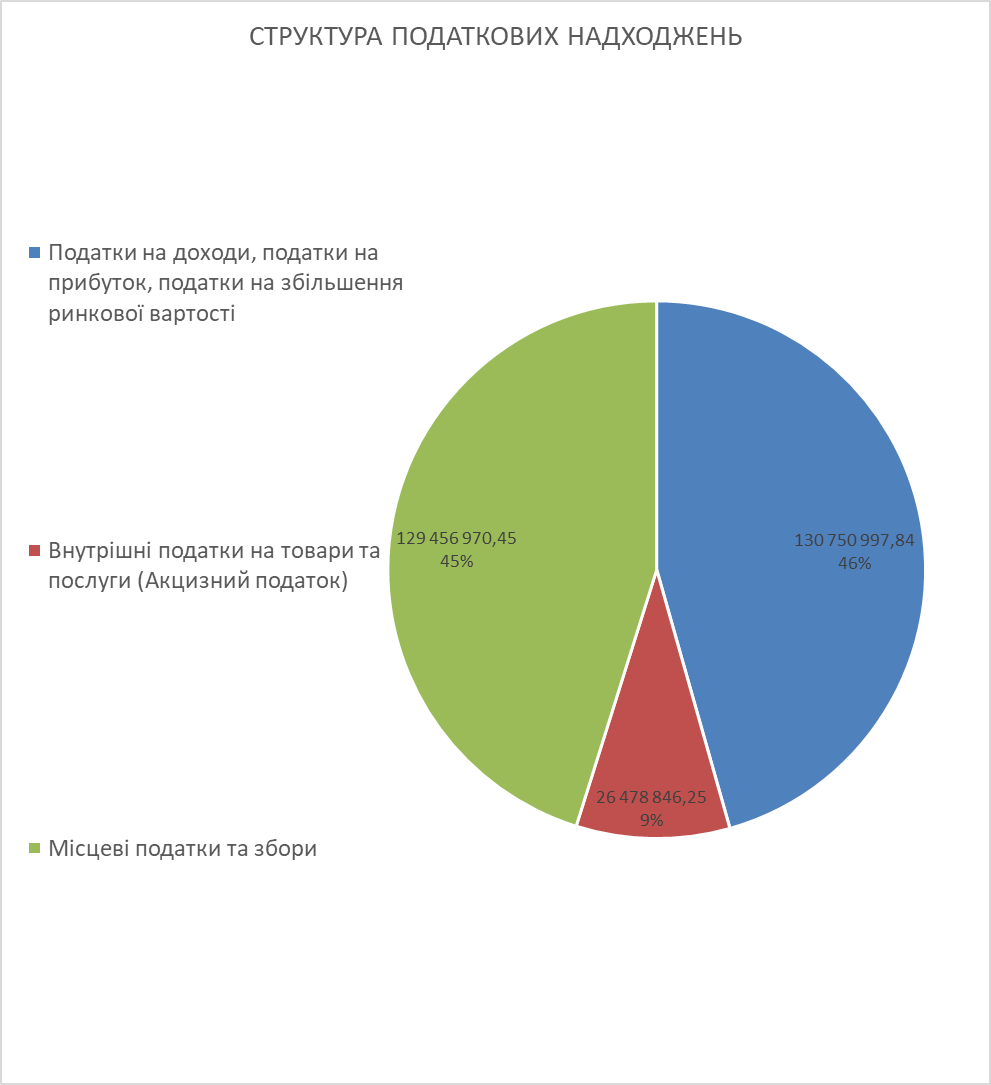 СТРУКТУРА ПОДАТКОВИХ НАДХОДЖЕНЬ
Податки на доходи, податки на
прибуток, податки на збільшення
ринкової вартості
Внутрішні податки на товари та
послуги (Акцизний податок)
Місцеві податки та збори
129 456 970,45
45%
130 750 997,84
46%
26 478 846,25
9%